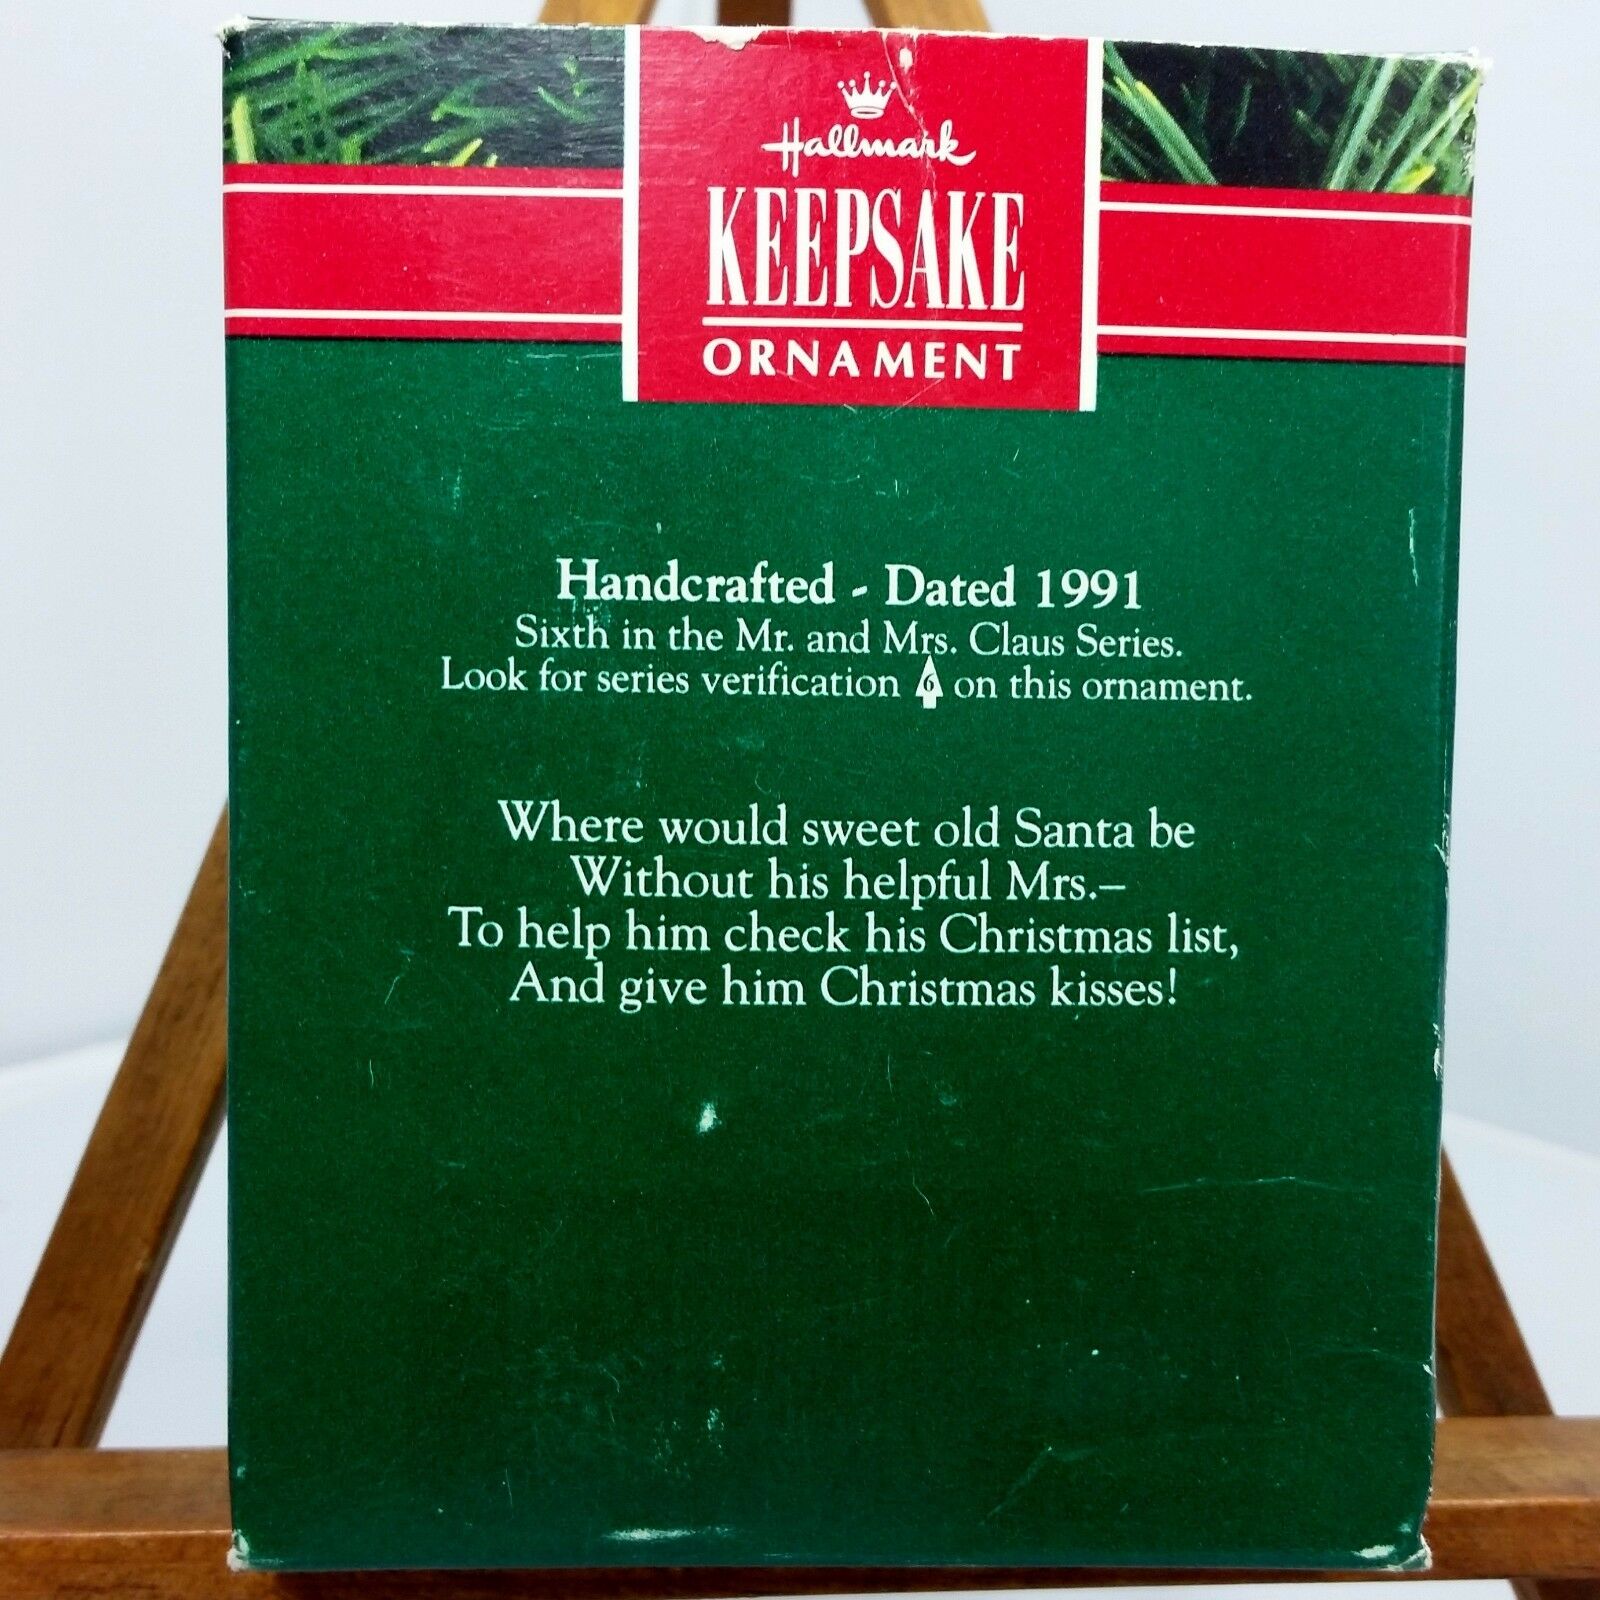 Hallmark
KEEPSAKE
ORNAMENT
Handcrafted - Dated 1991
Sixth in the Mr. and Mrs. Claus Series.
Look for series verification 6 on this ornament.
Where would sweet old Santa be
Without his helpful Mrs.–
To help him check his Christmas list,
And give him Christmas kisses!